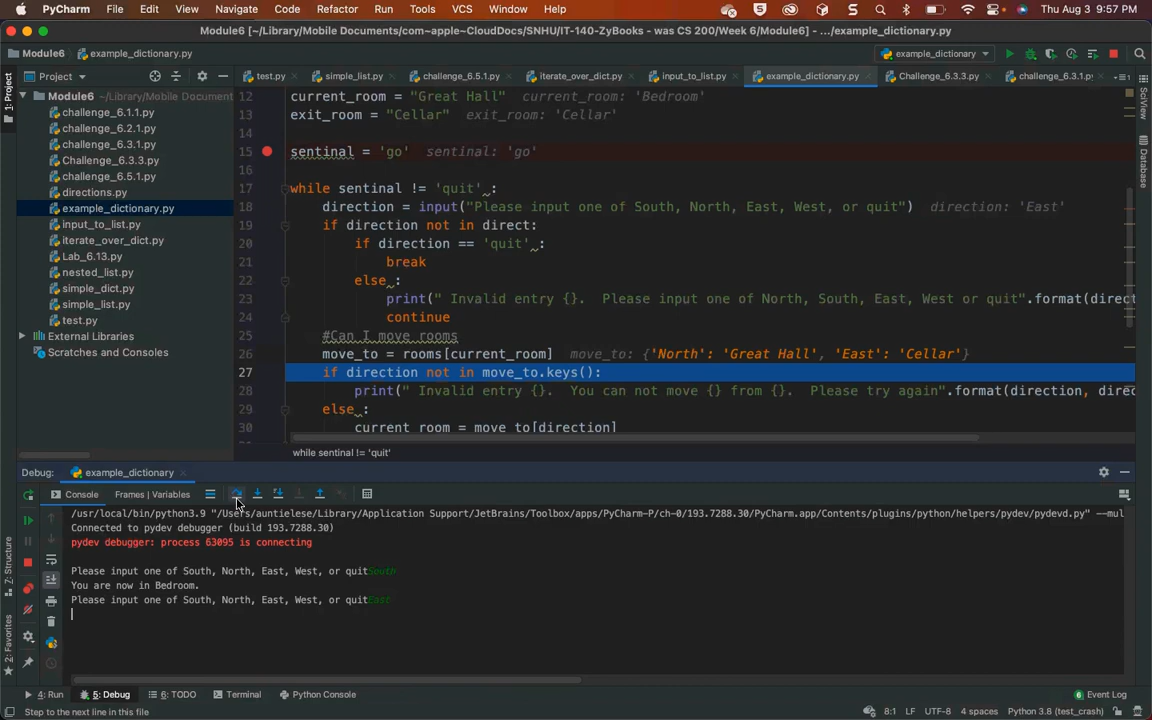 PyCharm File Edit View Navigate Code Refactor Run Tools VCS Window Help Thu Aug 3 9:57 PM
Module6 [~/Library/Mobile Documents/com~apple~CloudDocs/SNHU/IT-140-ZyBooks - was CS 200/Week 6/Module6] - .../example_dictionary.py
Module6 example_dictionary.py example_dictionary
Project test.py simple_list.py challenge_6.5.1.py iterate_over_dict.py input_to_list.py example_dictionary.py Challenge_6.3.3.py challenge_6.3.1.py
1: Project
SciView
Database
7: Structure
2: Favorites
Module6 ~/Library/Mobile Document
challenge_6.1.1.py
challenge_6.2.1.py
challenge_6.3.1.py
Challenge_6.3.3.py
challenge_6.5.1.py
directions.py
example_dictionary.py
input_to_list.py
iterate_over_dict.py
Lab_6.13.py
nested_list.py
simple_dict.py
simple_list.py
test.py
External Libraries
Scratches and Consoles
12 current_room = "Great Hall" current_room: 'Bedroom'
13 exit_room = "Cellar" exit_room: 'Cellar'
14
15 sentinal = 'go' sentinal: 'go'
16
17 while sentinal != 'quit' :
18 direction = input("Please input one of South, North, East, West, or quit") direction: 'East'
19 if direction not in direct:
20 if direction == 'quit' :
21 break
22 else :
23 print(" Invalid entry {}. Please input one of North, South, East, West or quit".format(direct
24 continue
25 #Can I move rooms
26 move_to = rooms[current_room] move_to: {'North': 'Great Hall', 'East': 'Cellar'}
27 if direction not in move_to.keys():
28 print(" Invalid entry {}. You can not move {} from {}. Please try again".format(direction, direc
29 else :
30 current_room = move_to[direction]
while sentinal != 'quit'
Debug: example_dictionary
Console Frames | Variables
/usr/local/bin/python3.9 "/Users/auntielese/Library/Application Support/JetBrains/Toolbox/apps/PyCharm-P/ch-0/193.7288.30/PyCharm.app/Contents/plugins/python/helpers/pydev/pydevd.py" --mul
Connected to pydev debugger (build 193.7288.30)
pydev debugger: process 63095 is connecting
Please input one of South, North, East, West, or quitSouth
You are now in Bedroom.
Please input one of South, North, East, West, or quitEast
4: Run 5: Debug 6: TODO Terminal Python Console Event Log
Step to the next line in this file 8:1 LF UTF-8 4 spaces Python 3.8 (test_crash)